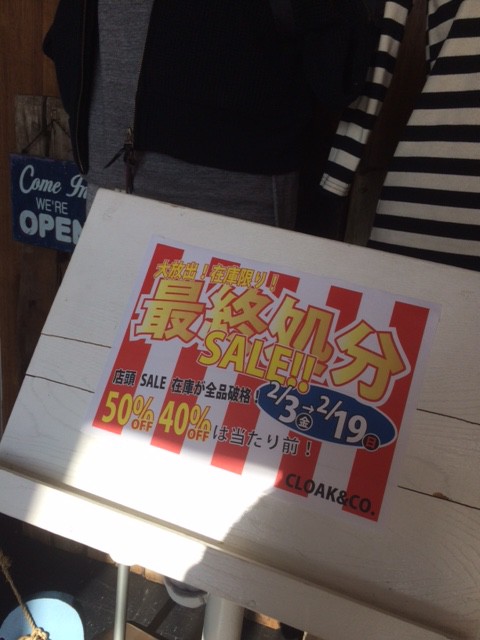 Come In
WE'RE
OPEN
大放出！在庫限り！
最終処分
SALE!!
店頭 SALE 在庫が全品破格！
2/3金→2/19日
50%OFF 40%OFFは当たり前！
CLOAK&CO.